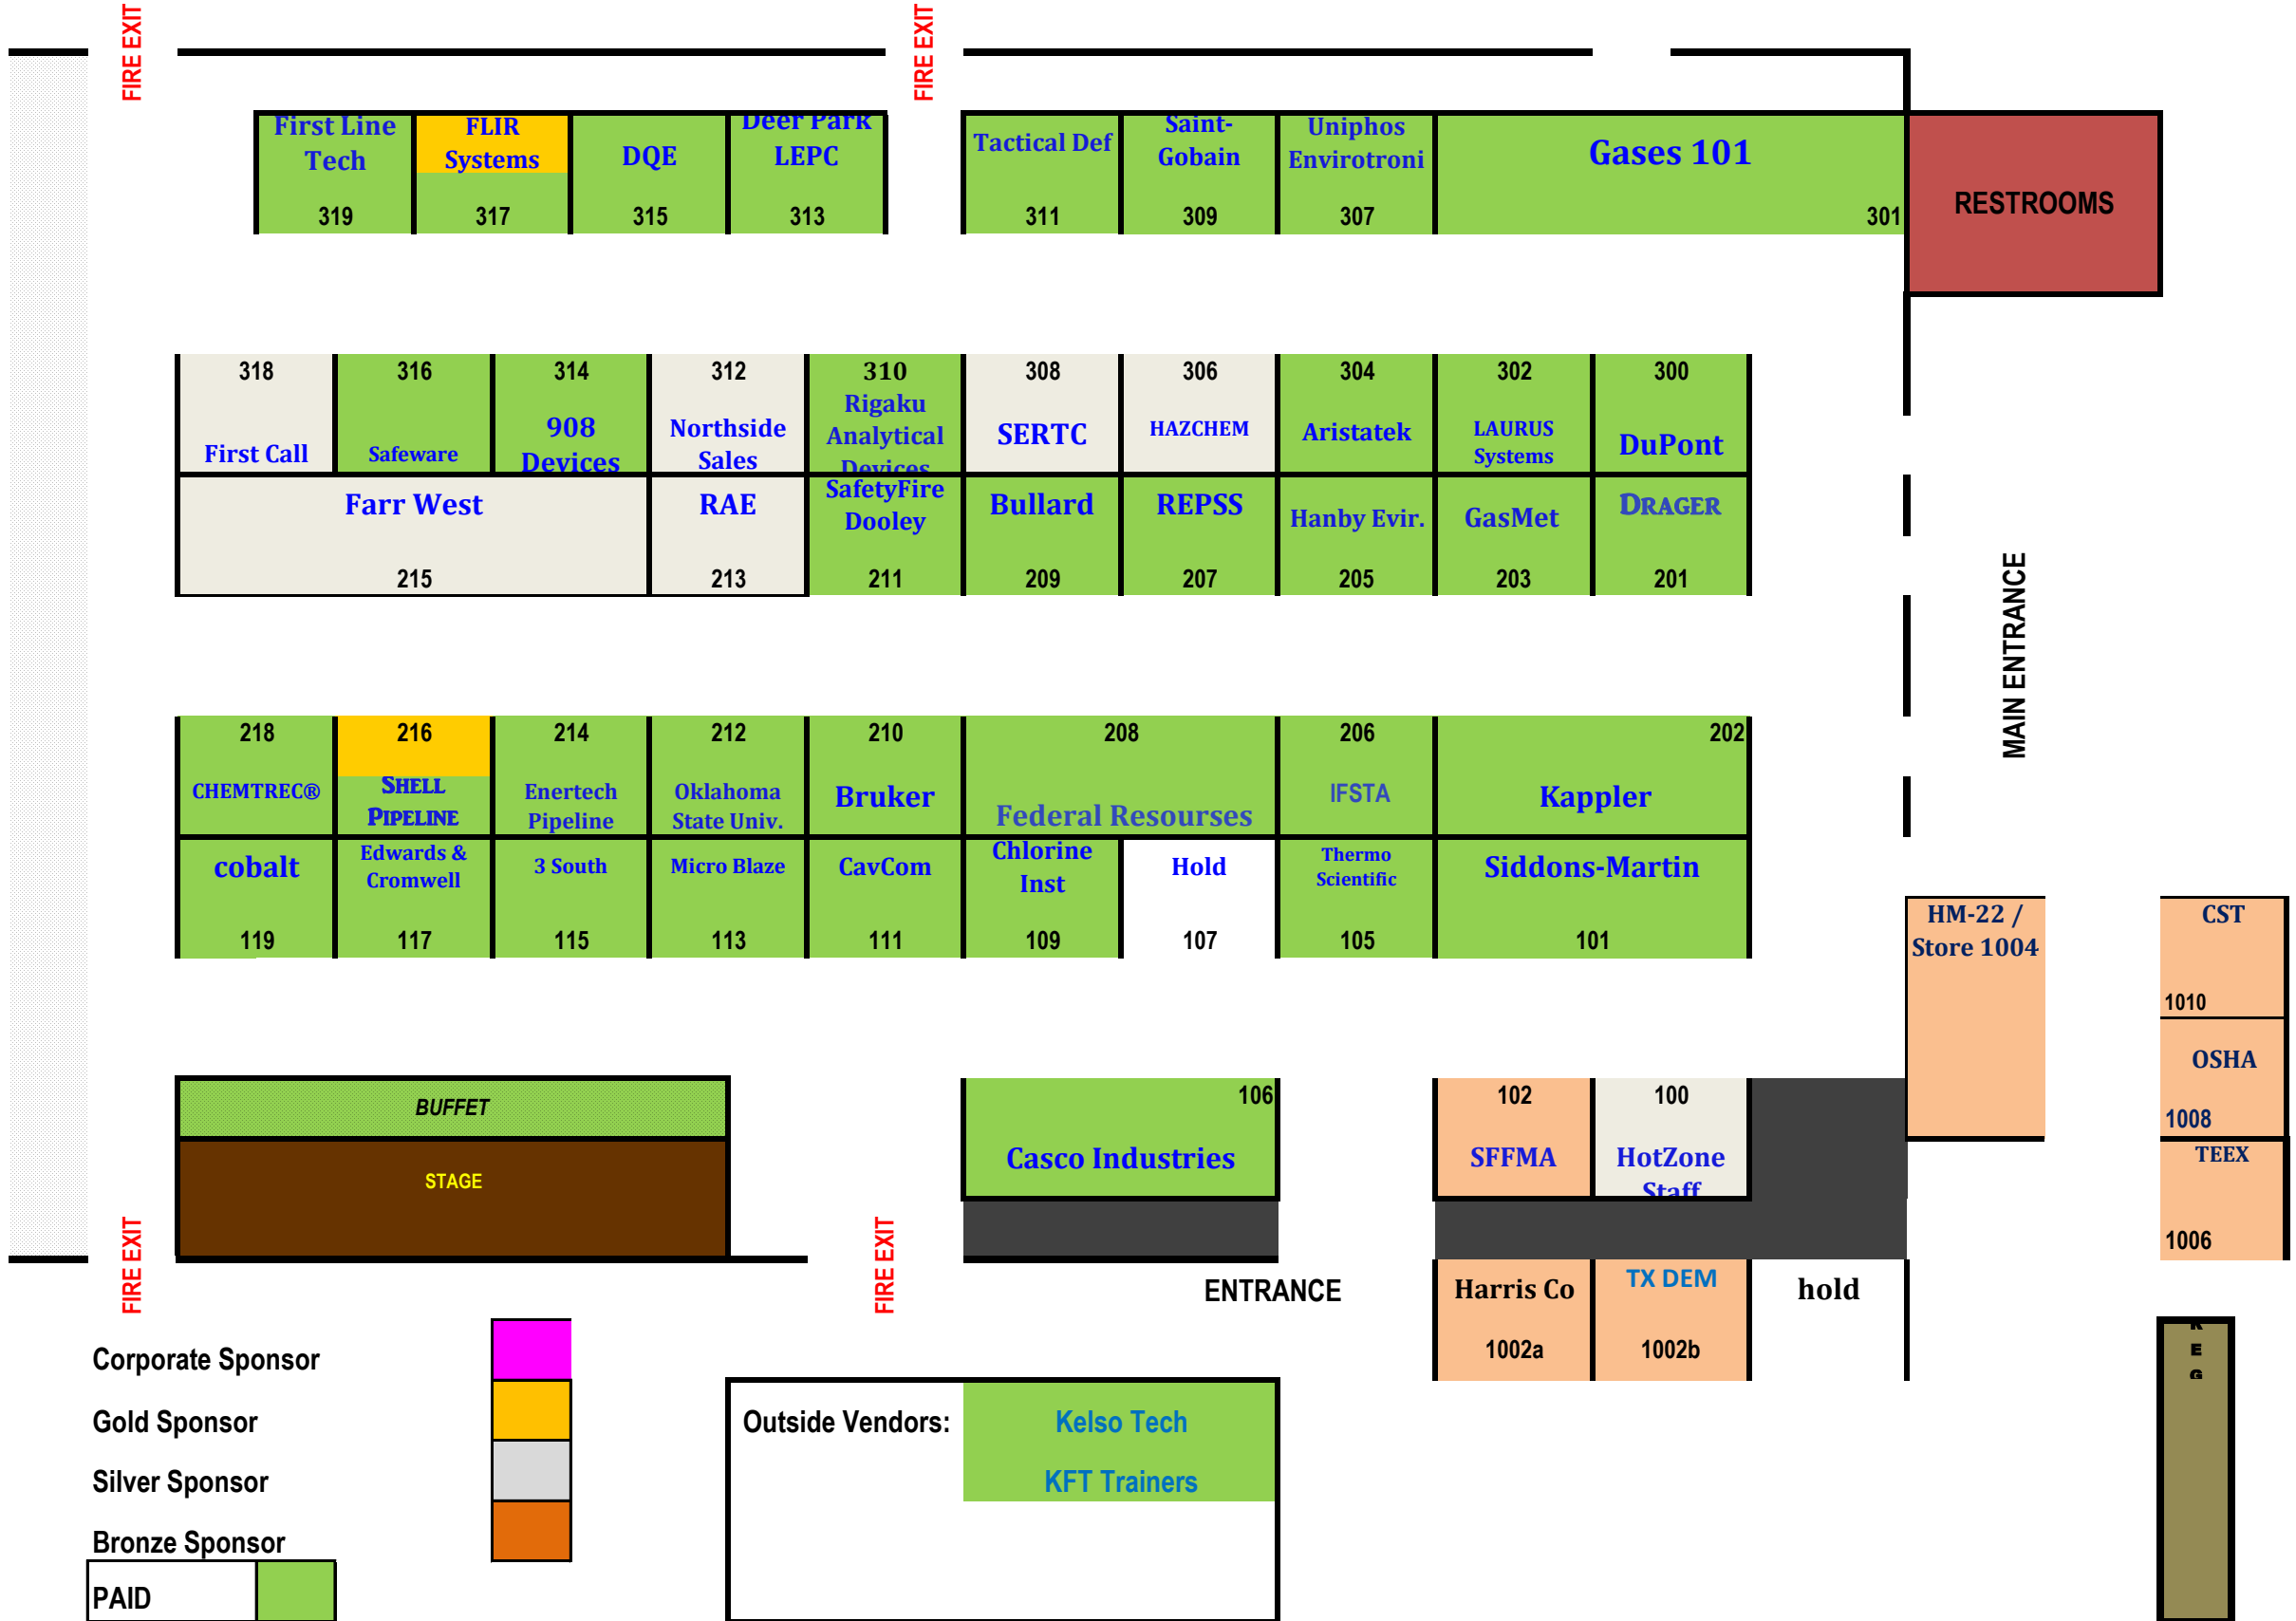 FIRE EXIT
FIRE EXIT
First Line
Tech
319
FLIR
Systems
317
DQE
315
Deer Park
LEPC
313
Tactical Def
311
Saint-
Gobain
309
Uniphos
Envirotroni
307
Gases 101
301
RESTROOMS
318
First Call
316
Safeware
314
908
Devices
312
Northside
Sales
310
Rigaku
Analytical
Devices
308
SERTC
306
HAZCHEM
304
Aristatek
302
LAURUS
Systems
300
DuPont
Farr West
215
RAE
213
SafetyFire
Dooley
211
Bullard
209
REPSS
207
Hanby Evir.
205
GasMet
203
DRAGER
201
MAIN ENTRANCE
218
CHEMTREC®
216
SHELL
PIPELINE
214
Enertech
Pipeline
212
Oklahoma
State Univ.
210
Bruker
208
Federal Resourses
206
IFSTA
202
Kappler
cobalt
119
Edwards &
Cromwell
117
3 South
115
Micro Blaze
113
CavCom
111
Chlorine
Inst
109
Hold
107
Thermo
Scientific
105
Siddons-Martin
101
HM-22 /
Store 1004
CST
1010
OSHA
1008
TEEX
1006
BUFFET
STAGE
106
Casco Industries
102
SFFMA
100
HotZone
Staff
FIRE EXIT
FIRE EXIT
ENTRANCE
Harris Co
1002a
TX DEM
1002b
hold
R
E
G
Corporate Sponsor
Gold Sponsor
Silver Sponsor
Bronze Sponsor
PAID
Outside Vendors:
Kelso Tech
KFT Trainers